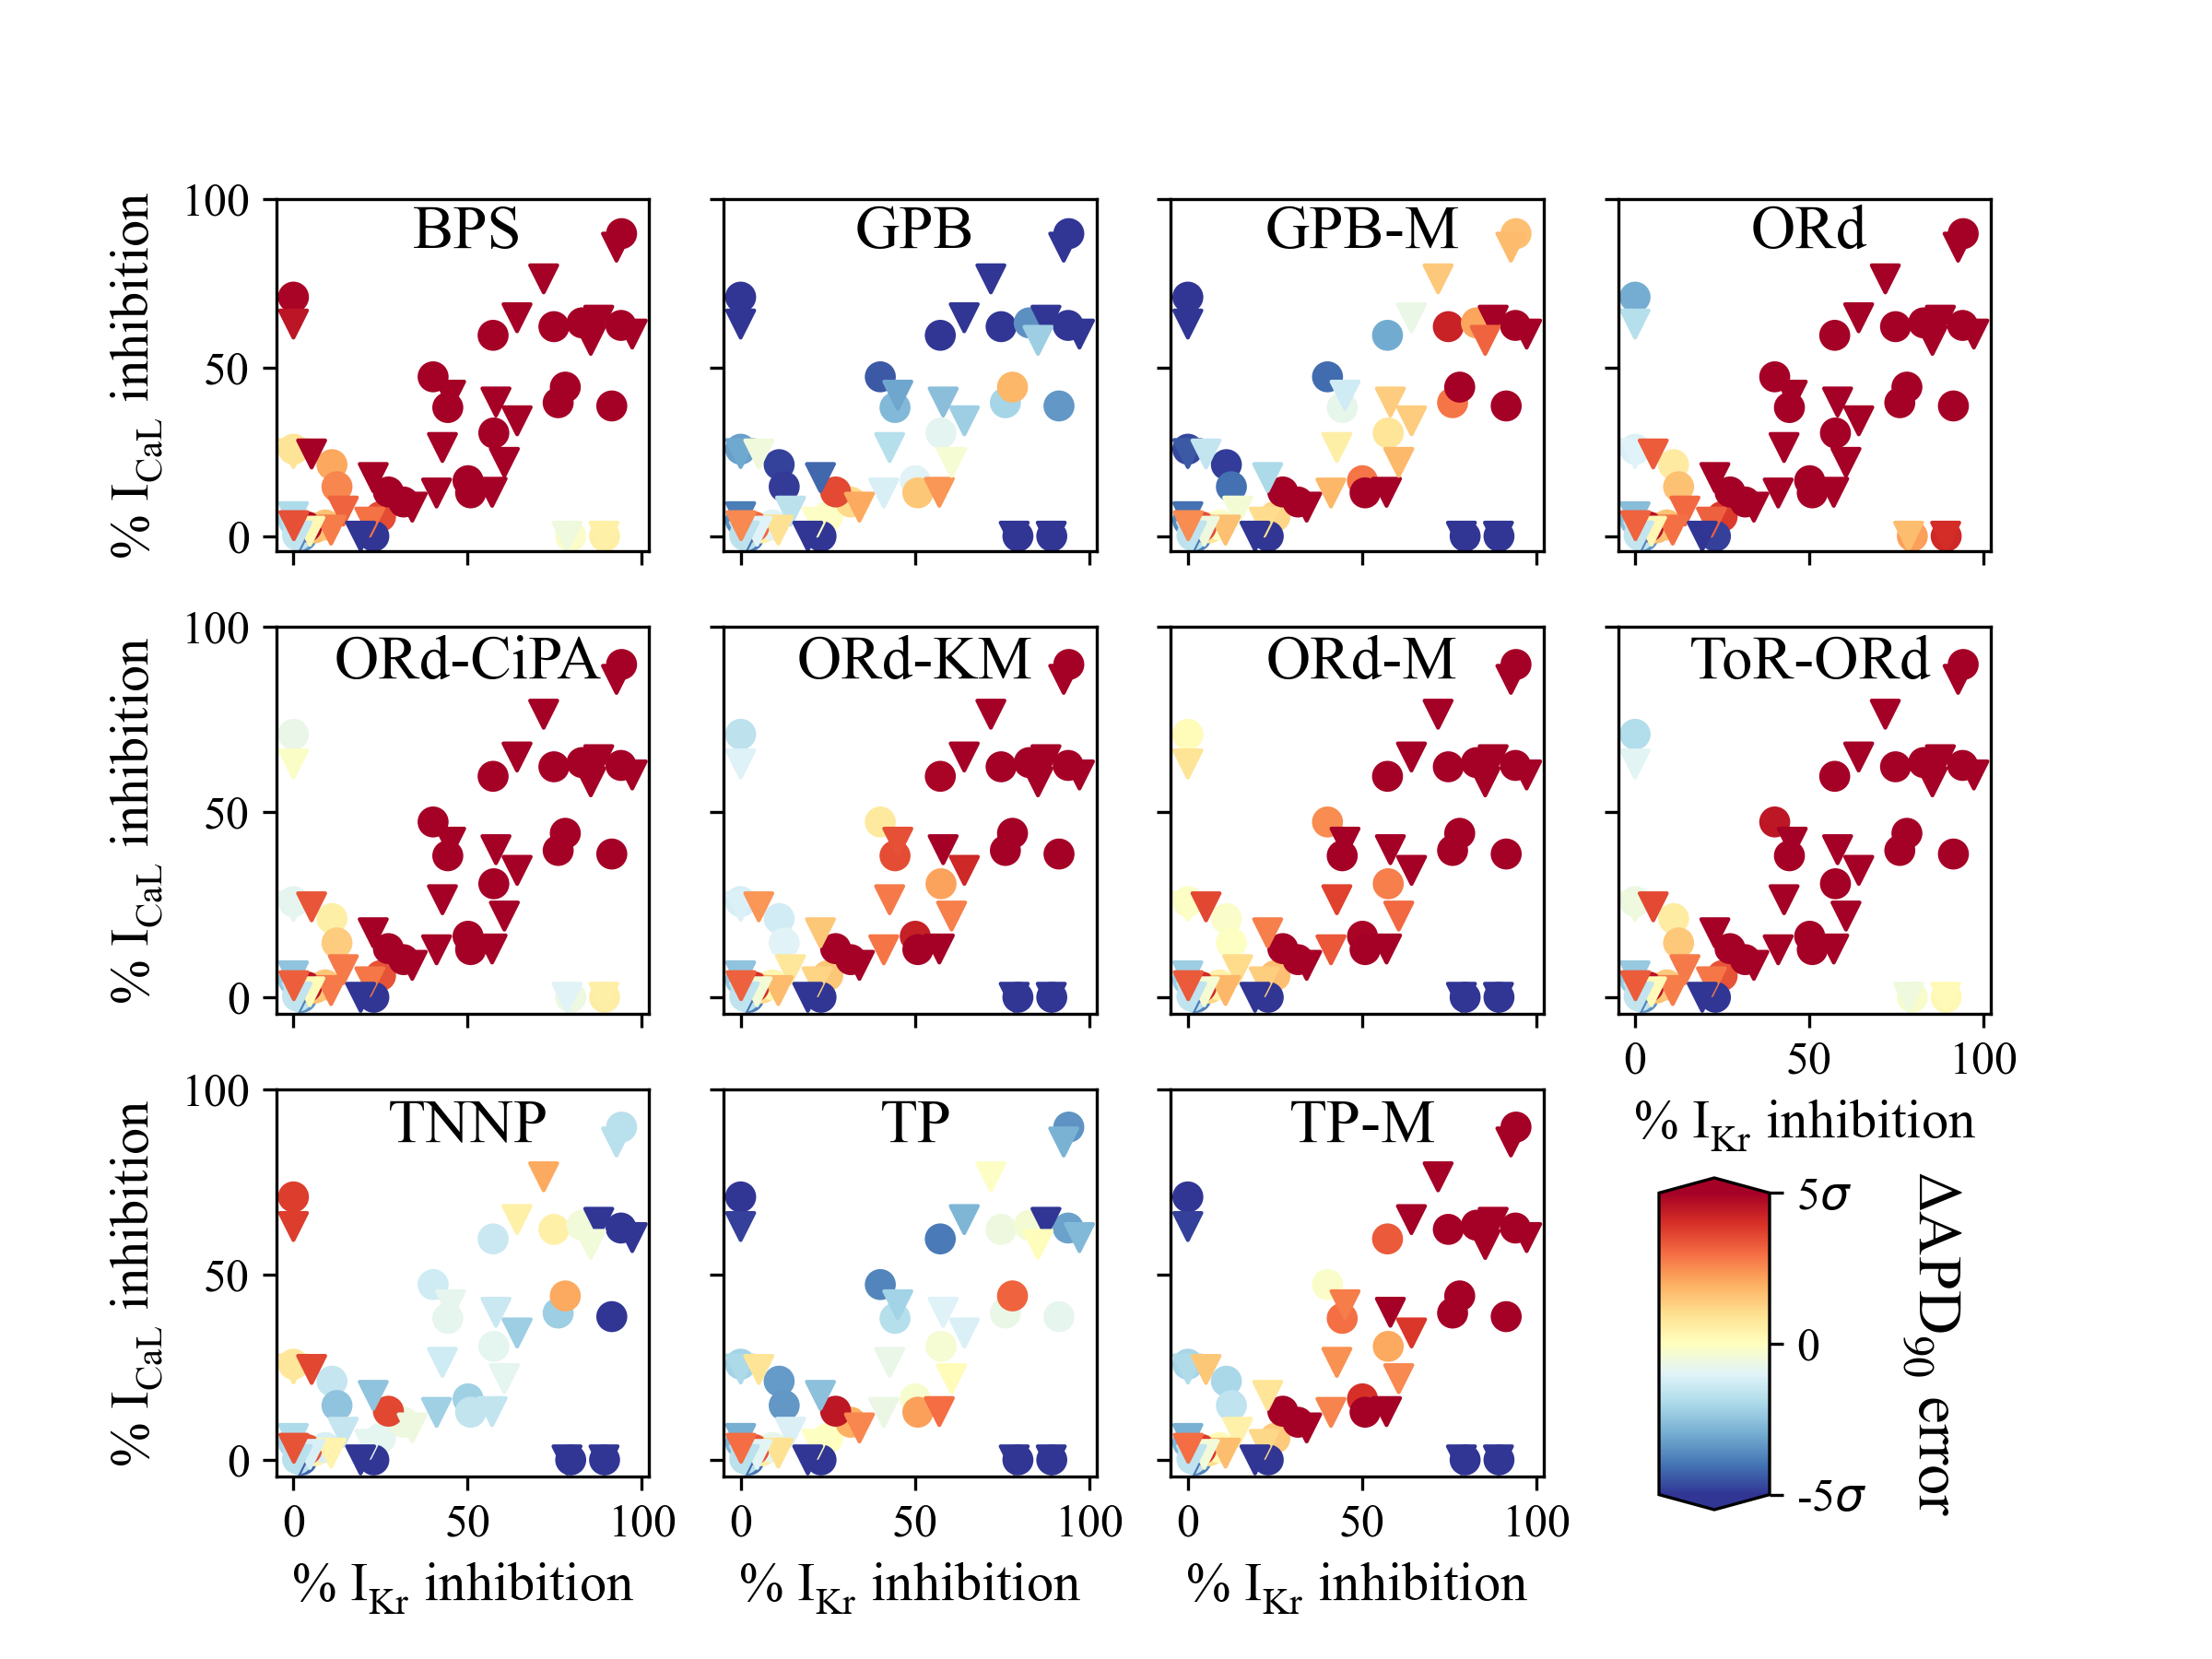 BPS
GPB
GPB-M
ORd
100
50
0
% I_CaL inhibition
ORd-CiPA
ORd-KM
ORd-M
ToR-ORd
100
50
0
% I_CaL inhibition
0 50 100
% I_Kr inhibition
TNNP
TP
TP-M
100
50
0
% I_CaL inhibition
0 50 100
% I_Kr inhibition
0 50 100
% I_Kr inhibition
0 50 100
% I_Kr inhibition
5σ
0
-5σ
ΔAPD_90 error